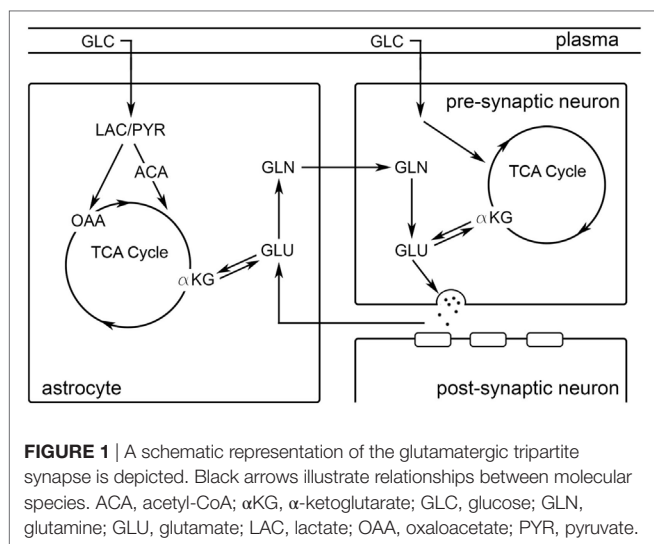 GLC
GLC
plasma
pre-synaptic neuron
LAC/PYR
ACA
GLN
GLN
TCA Cycle
OAA
αKG
TCA Cycle
GLU
GLU
αKG
astrocyte
post-synaptic neuron
FIGURE 1 | A schematic representation of the glutamatergic tripartite
synapse is depicted. Black arrows illustrate relationships between molecular
species. ACA, acetyl-CoA; αKG, α-ketoglutarate; GLC, glucose; GLN,
glutamine; GLU, glutamate; LAC, lactate; OAA, oxaloacetate; PYR, pyruvate.